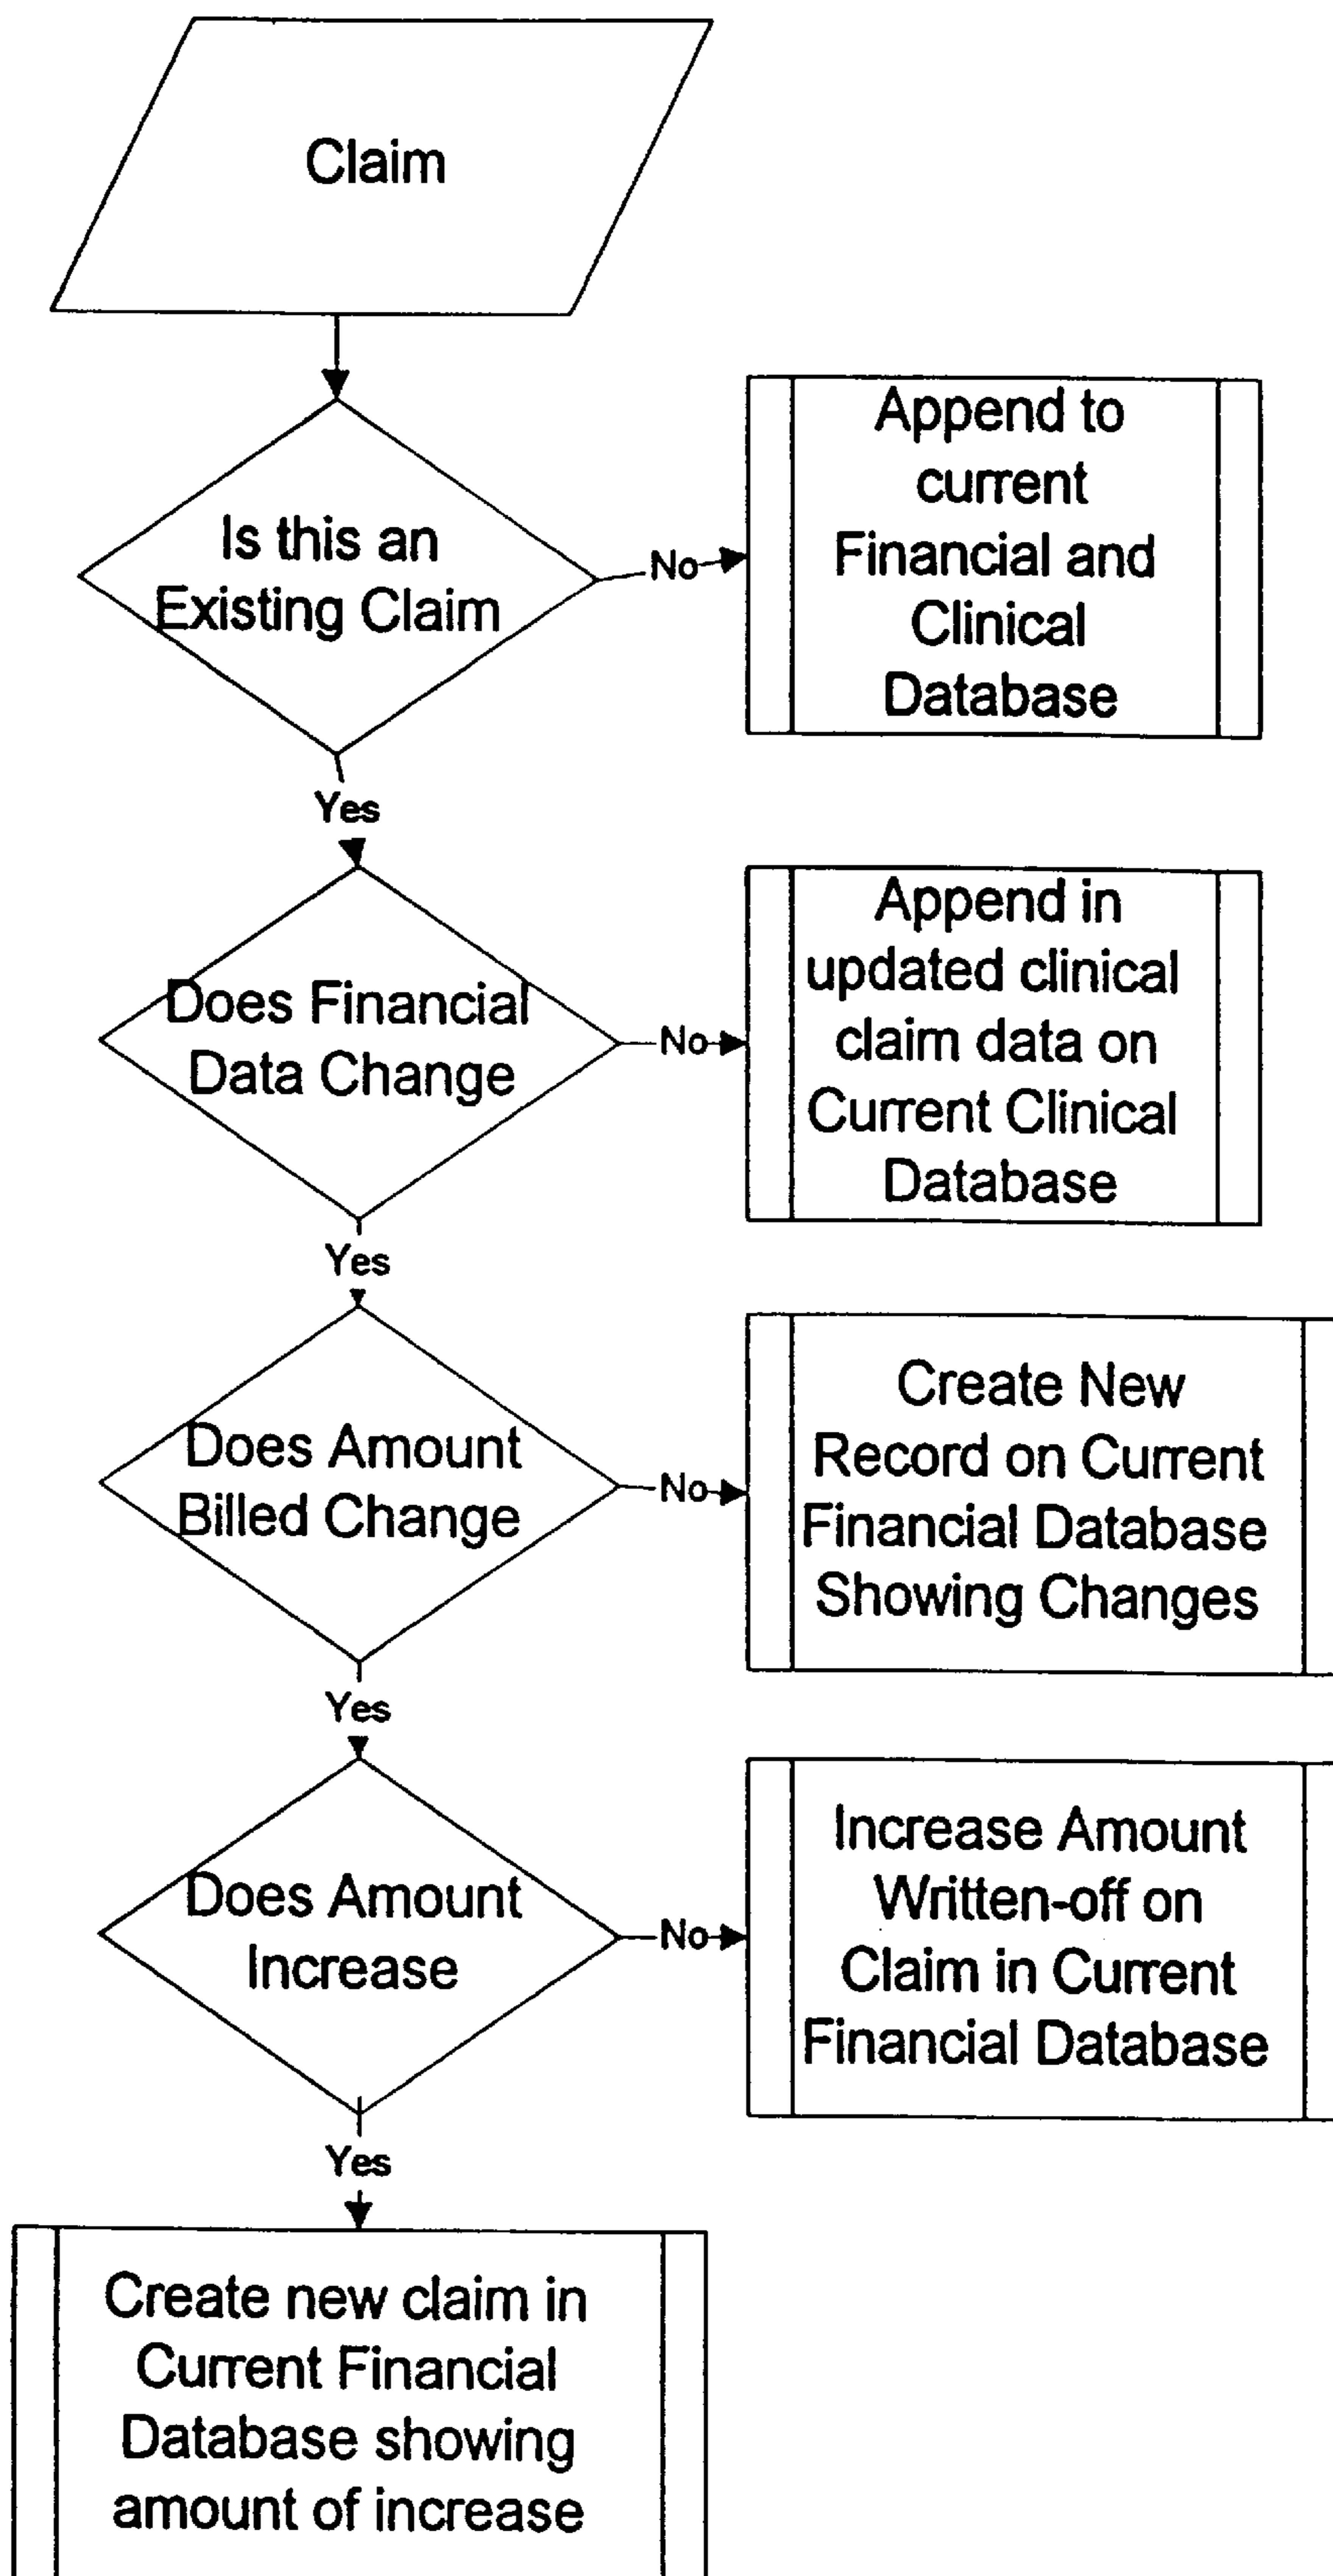 Claim
Is this an
Existing Claim
No
Append to
current
Financial and
Clinical
Database
Yes
Does Financial
Data Change
No
Append in
updated clinical
claim data on
Current Clinical
Database
Yes
Does Amount
Billed Change
No
Create New
Record on Current
Financial Database
Showing Changes
Yes
Does Amount
Increase
No
Increase Amount
Written-off on
Claim in Current
Financial Database
Yes
Create new claim in
Current Financial
Database showing
amount of increase